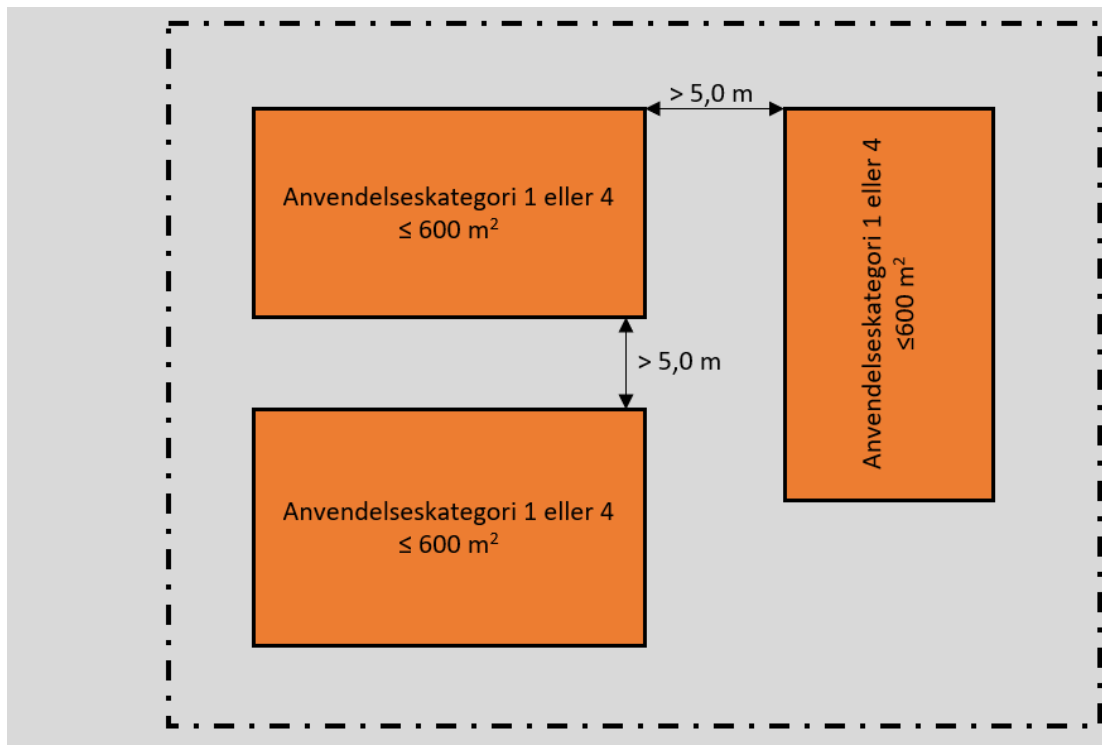 > 5,0 m
Anvendelseskategori 1 eller 4
≤ 600 m²
Anvendelseskategori 1 eller 4
≤600 m²
> 5,0 m
Anvendelseskategori 1 eller 4
≤ 600 m²